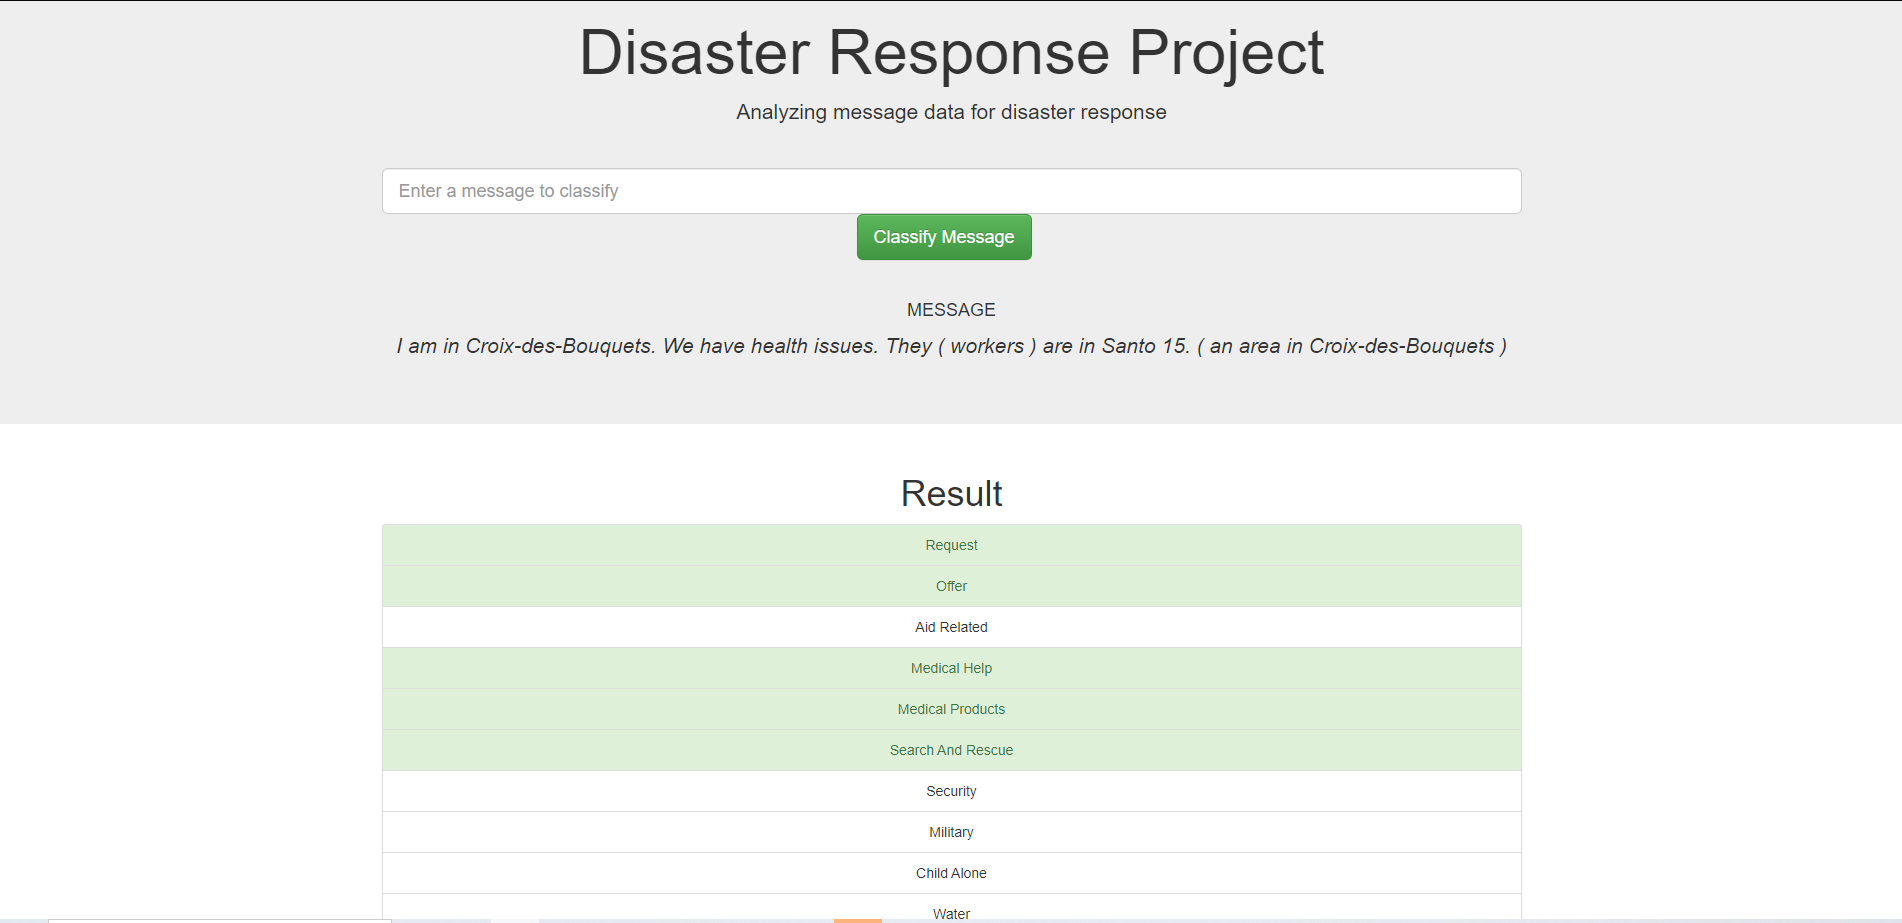 Disaster Response Project
Analyzing message data for disaster response
Enter a message to classify
Classify Message
MESSAGE
I am in Croix-des-Bouquets. We have health issues. They ( workers ) are in Santo 15. ( an area in Croix-des-Bouquets )
Result
Request
Offer
Aid Related
Medical Help
Medical Products
Search And Rescue
Security
Military
Child Alone
Water